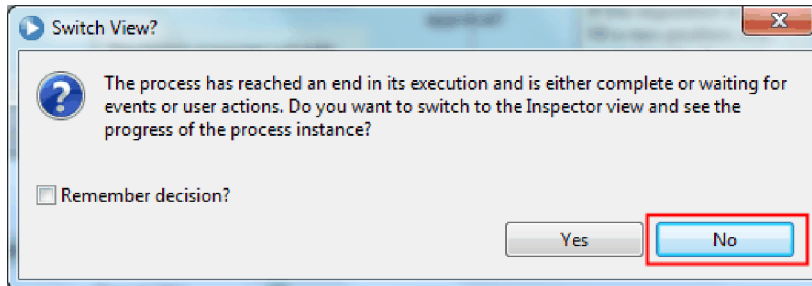 Switch View?
The process has reached an end in its execution and is either complete or waiting for
events or user actions. Do you want to switch to the Inspector view and see the
progress of the process instance?
Remember decision?
Yes No